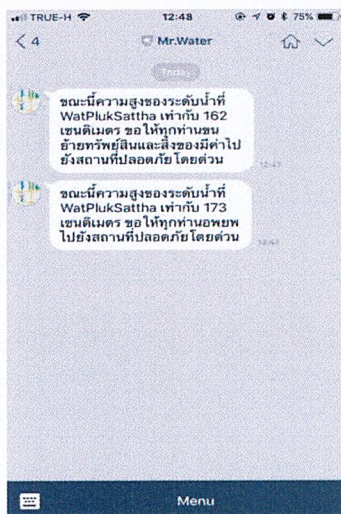 TRUE-H 12:48 75%
4 Mr.Water
Today
ขณะนี้ความสูงของระดับน้ำที่
WatPlukSattha เท่ากับ 162
เซนติเมตร ขอให้ทุกท่านขน
ย้ายทรัพย์สินและสิ่งของมีค่าไป
ยังสถานที่ปลอดภัยโดยด่วน
12:47
ขณะนี้ความสูงของระดับน้ำที่
WatPlukSattha เท่ากับ 173
เซนติเมตร ขอให้ทุกท่านอพยพ
ไปยังสถานที่ปลอดภัยโดยด่วน
12:47
Menu